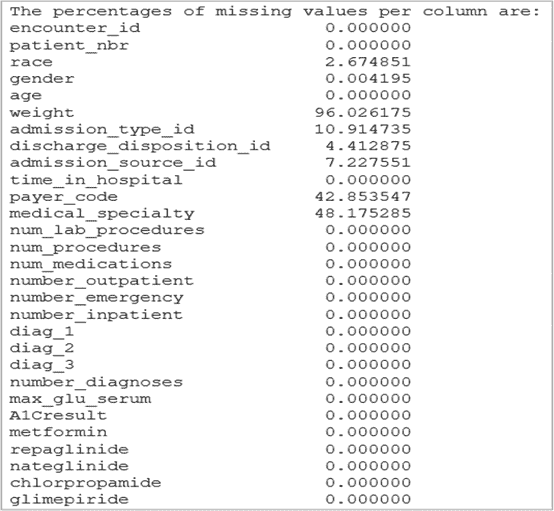 The percentages of missing values per column are:
encounter_id 0.000000
patient_nbr 0.000000
race 2.674851
gender 0.004195
age 0.000000
weight 96.026175
admission_type_id 10.914735
discharge_disposition_id 4.412875
admission_source_id 7.227551
time_in_hospital 0.000000
payer_code 42.853547
medical_specialty 48.175285
num_lab_procedures 0.000000
num_procedures 0.000000
num_medications 0.000000
number_outpatient 0.000000
number_emergency 0.000000
number_inpatient 0.000000
diag_1 0.000000
diag_2 0.000000
diag_3 0.000000
number_diagnoses 0.000000
max_glu_serum 0.000000
A1Cresult 0.000000
metformin 0.000000
repaglinide 0.000000
nateglinide 0.000000
chlorpropamide 0.000000
glimepiride 0.000000